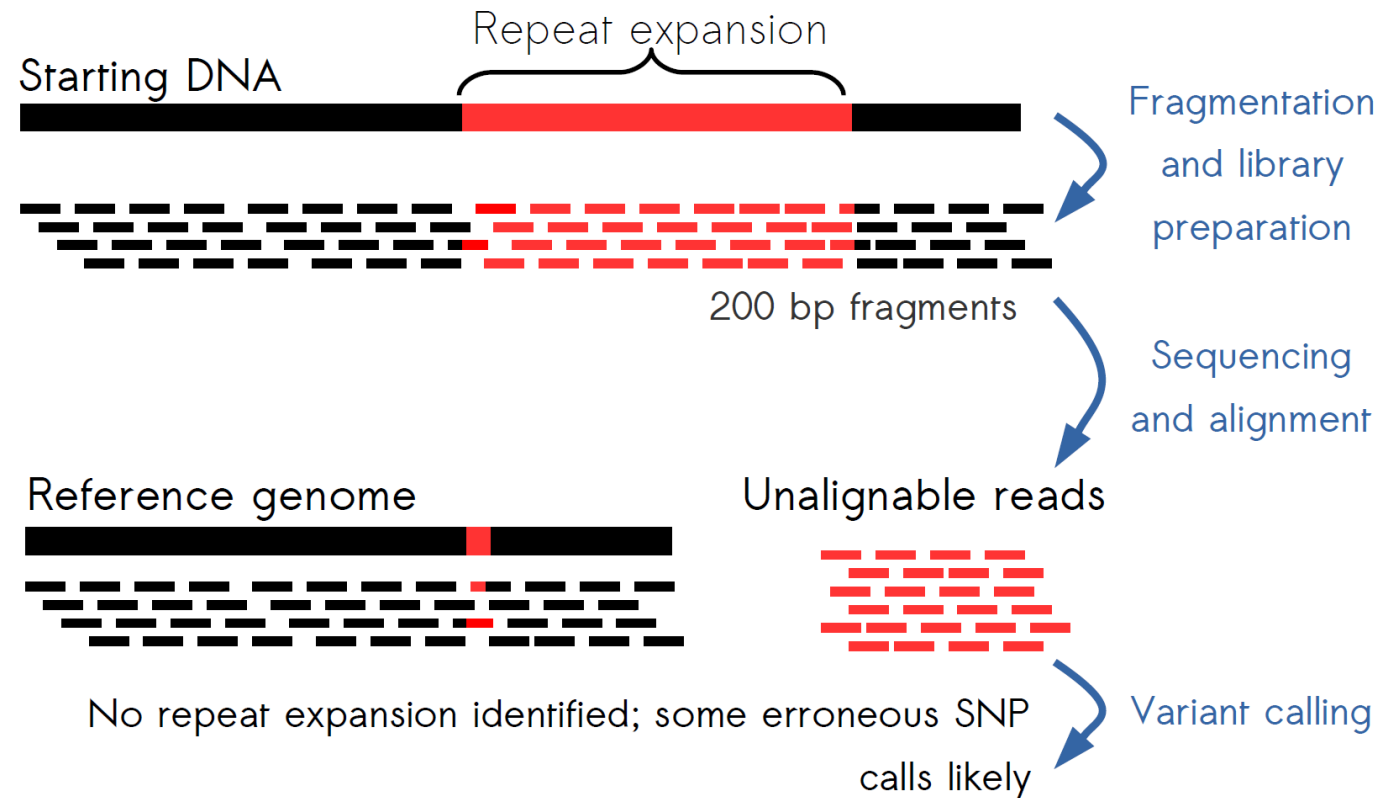 Repeat expansion
Starting DNA
Fragmentation
and library
preparation
200 bp fragments
Sequencing
and alignment
Reference genome
Unalignable reads
No repeat expansion identified; some erroneous SNP
calls likely
Variant calling